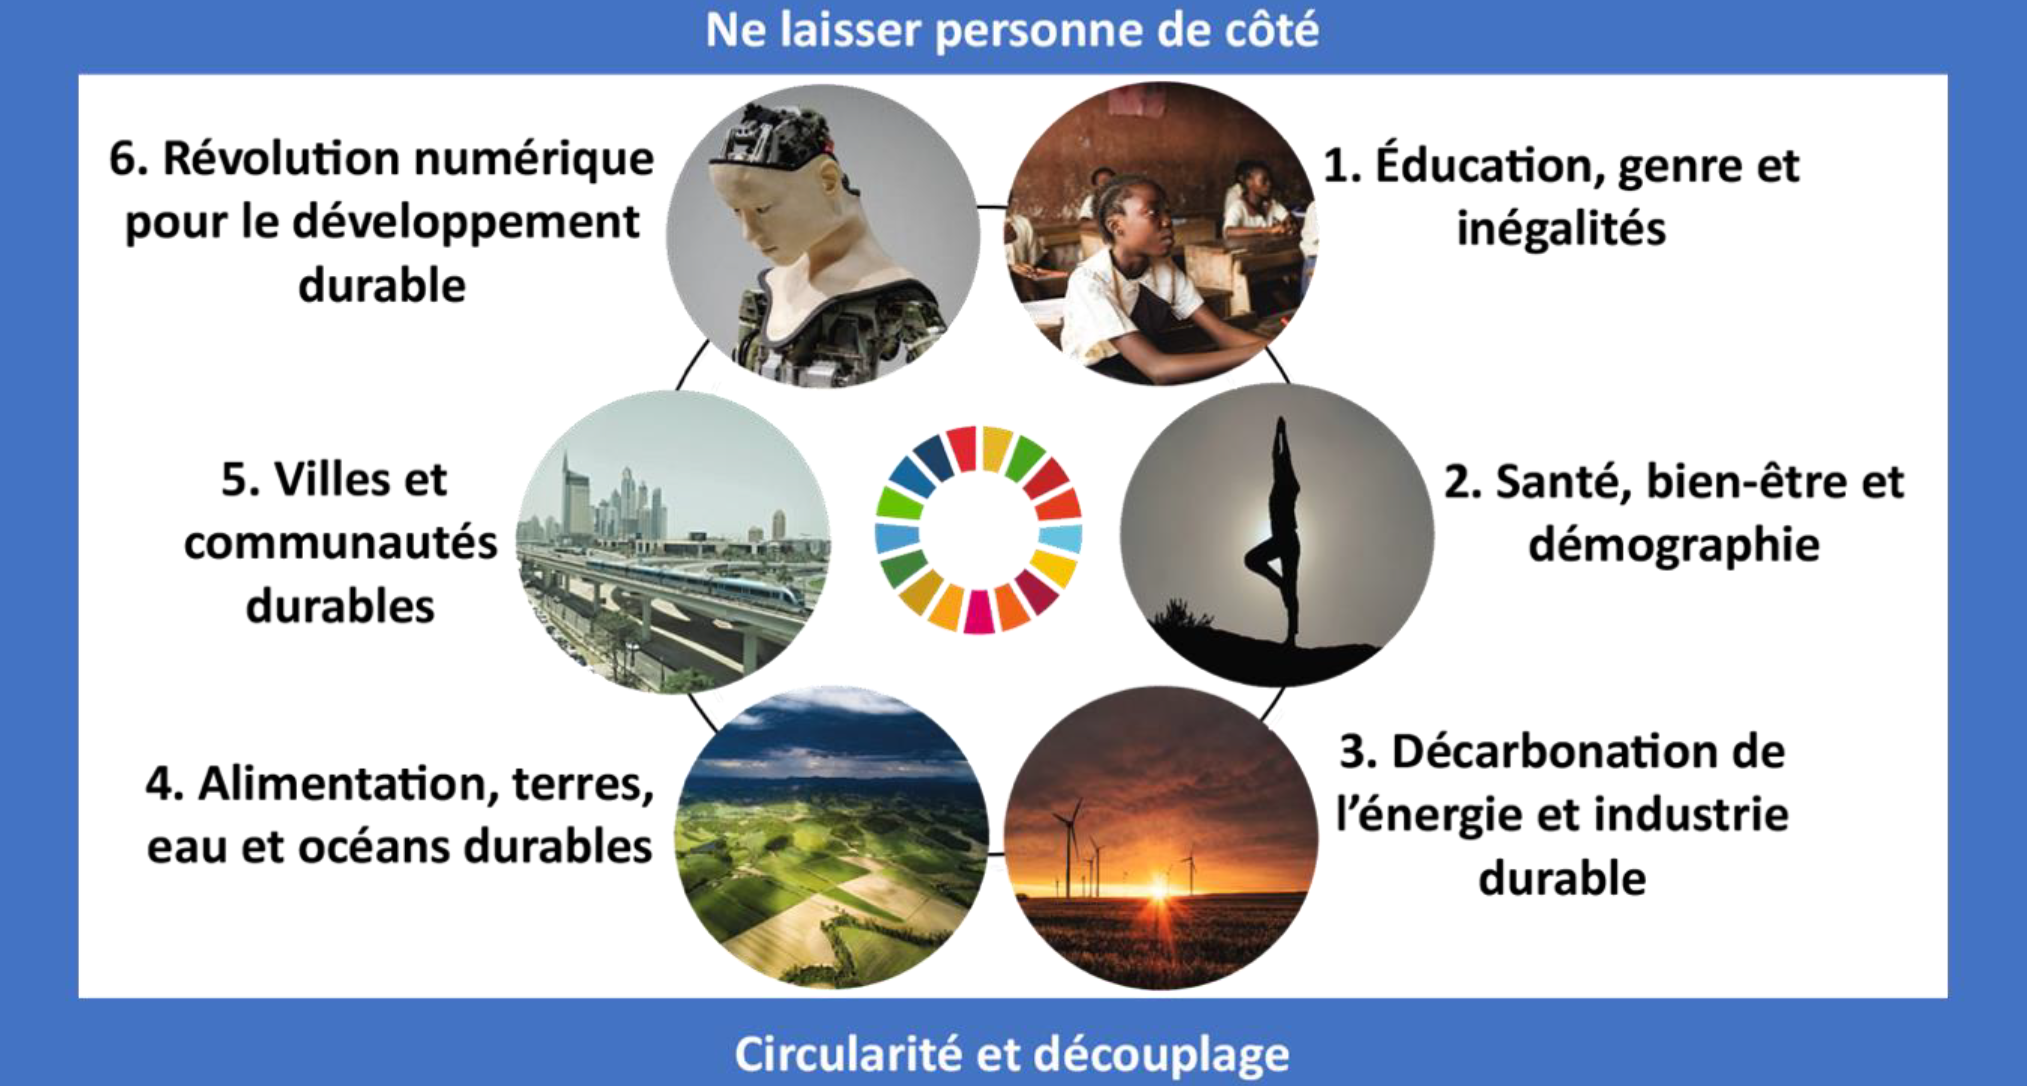 Ne laisser personne de côté
6. Révolution numérique
pour le développement
durable
1. Éducation, genre et
inégalités
5. Villes et
communautés
durables
2. Santé, bien-être et
démographie
4. Alimentation, terres,
eau et océans durables
3. Décarbonation de
l’énergie et industrie
durable
Circularité et découplage